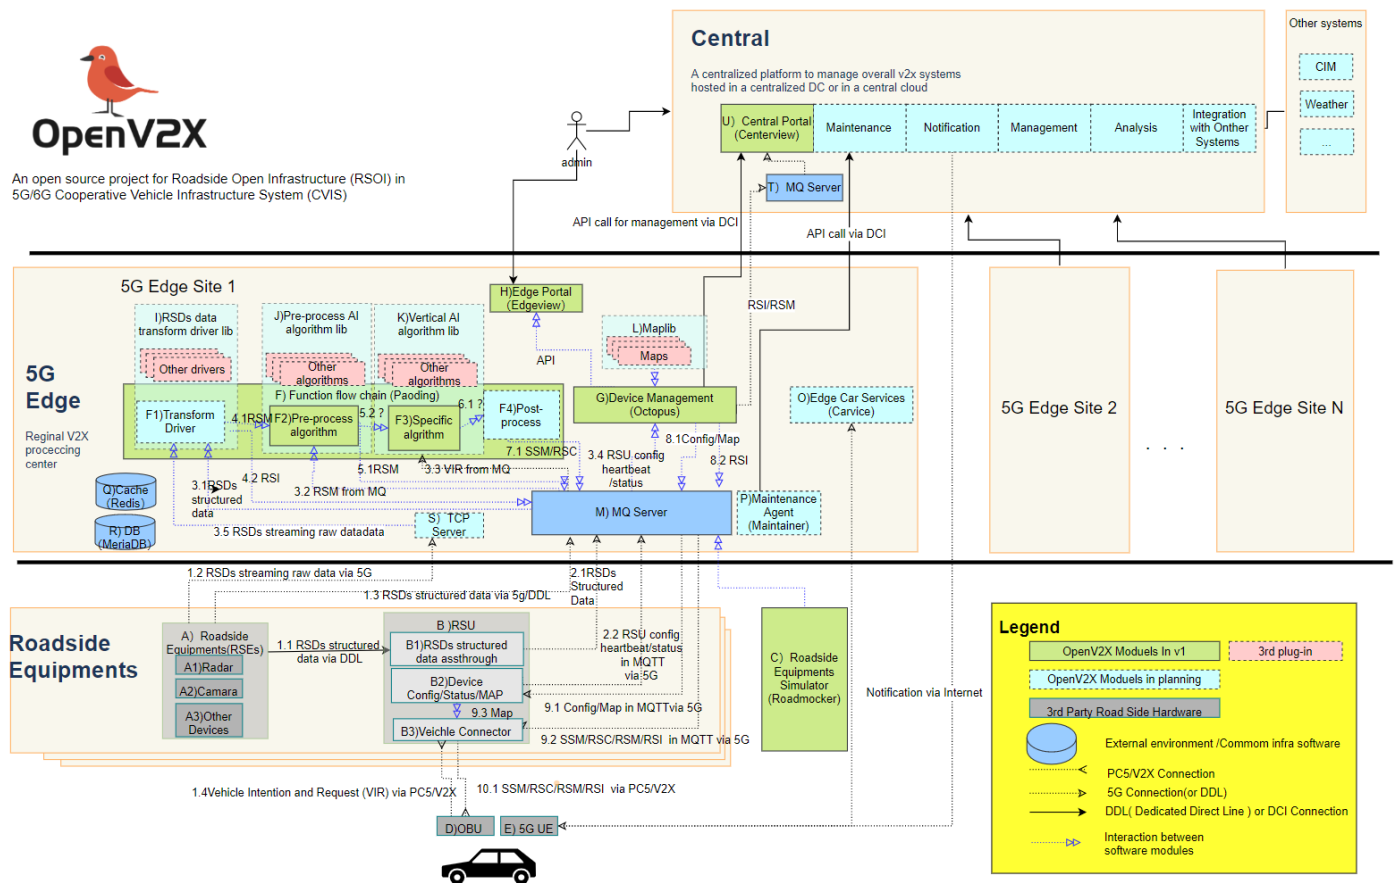 OpenV2X
An open source project for Roadside Open Infrastructure (RSOI) in
5G/6G Cooperative Vehicle Infrastructure System (CVIS)
admin
Central
A centralized platform to manage overall v2x systems
hosted in a centralized DC or in a central cloud
U）Central Portal
(Centerview)
Maintenance
Notification
Management
Analysis
Integration
with Onther
Systems
T）MQ Server
Other systems
CIM
Weather
...
API call for management via DCI
API call via DCI
RSI/RSM
5G Edge Site 1
5G
Edge
Reginal V2X
proceccing
center
I)RSDs data
transform driver lib
Other drivers
J)Pre-process AI
algorithm lib
Other
algorithms
K)Vertical AI
algorithm lib
Other
algorithms
H)Edge Portal
(Edgeview)
API
L)Maplib
Maps
F) Function flow chain (Paoding)
F1)Transform
Driver
4.1RSM
F2)Pre-process
algorithm
5.2 ?
F3)Specific
algrithm
6.1 ?
F4)Post-
process
G)Device Management
(Octopus)
O)Edge Car Services
(Carvice)
7.1 SSM/RSC
3.4 RSU config
heartbeat
/status
8.1Config/Map
8.2 RSI
4.2 RSI
5.1RSM
3.3 VIR from MQ
3.1RSDs
structured
data
3.2 RSM from MQ
Q)Cache
(Redis)
R) DB
(MeriaDB)
3.5 RSDs streaming raw datadata
S）TCP
Server
M) MQ Server
P)Maintenance
Agent
(Maintainer)
5G Edge Site 2
. . .
5G Edge Site N
1.2 RSDs streaming raw data via 5G
1.3 RSDs structured data via 5g/DDL
2.1RSDs
Structured
Data
Roadside
Equipments
A）Roadside
Equipments(RSEs)
A1)Radar
A2)Camara
A3)Other
Devices
1.1 RSDs structured
data via DDL
B )RSU
B1)RSDs structured
data assthrough
B2)Device
Config/Status/MAP
9.3 Map
B3)Veichle Connector
2.2 RSU config
heartbeat/status
in MQTT
via 5G
9.1 Config/Map in MQTTvia 5G
9.2 SSM/RSC/RSM/RSI in MQTT via 5G
C）Roadside
Equipments
Simulator
(Roadmocker)
Notification via Internet
1.4Vehicle Intention and Request (VIR) via PC5/V2X
10.1 SSM/RSC/RSM/RSI via PC5/V2X
D)OBU
E) 5G UE
Legend
OpenV2X Moduels In v1
3rd plug-in
OpenV2X Moduels in planning
3rd Party Road Side Hardware
External environment /Commom infra software
PC5/V2X Connection
5G Connection(or DDL)
DDL( Dedicated Direct Line ) or DCI Connection
Interaction between
software modules